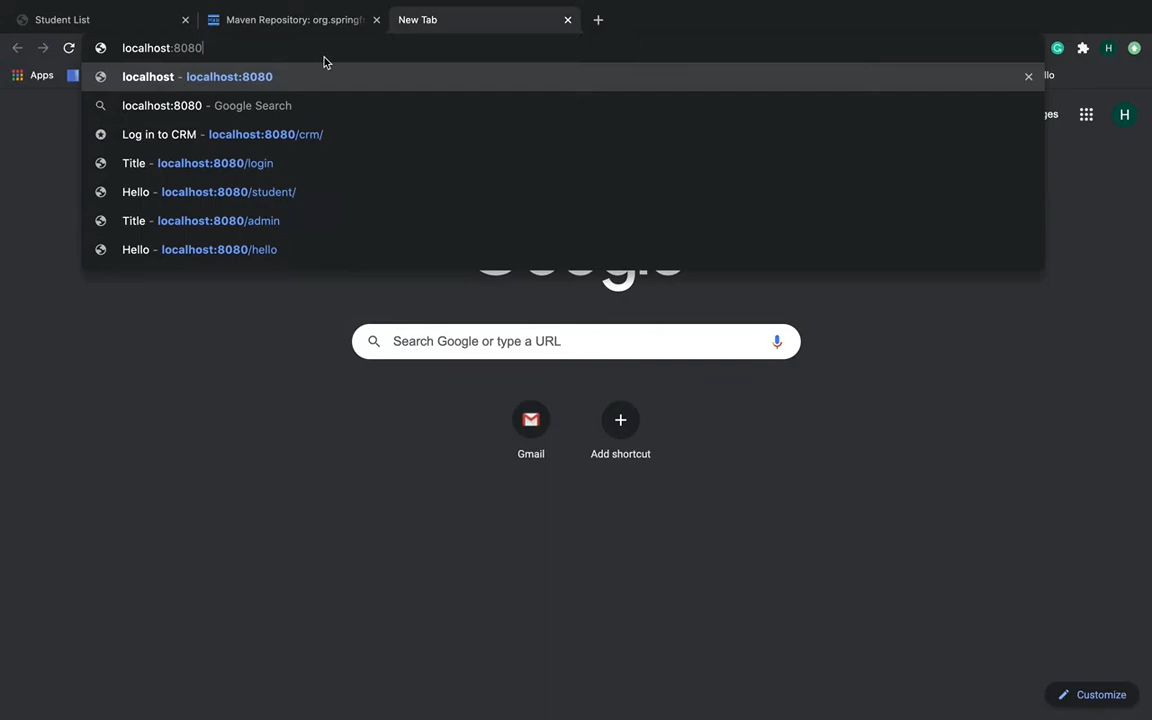 Student List
Maven Repository: org.springf
New Tab
localhost:8080
H
Apps
llo
localhost - localhost:8080
localhost:8080 - Google Search
Log in to CRM - localhost:8080/crm/
Title - localhost:8080/login
Hello - localhost:8080/student/
Title - localhost:8080/admin
Hello - localhost:8080/hello
ges
H
Search Google or type a URL
Gmail
Add shortcut
Customize